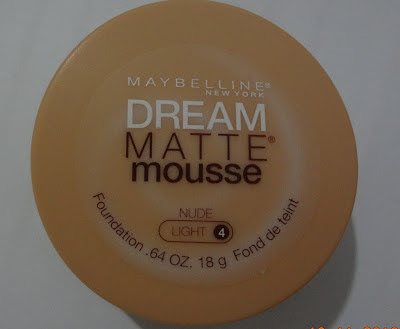 MAYBELLINE®
NEW YORK
DREAM
MATTE®
mousse
NUDE
LIGHT 4
Foundation .64 OZ. 18 g Fond de teint